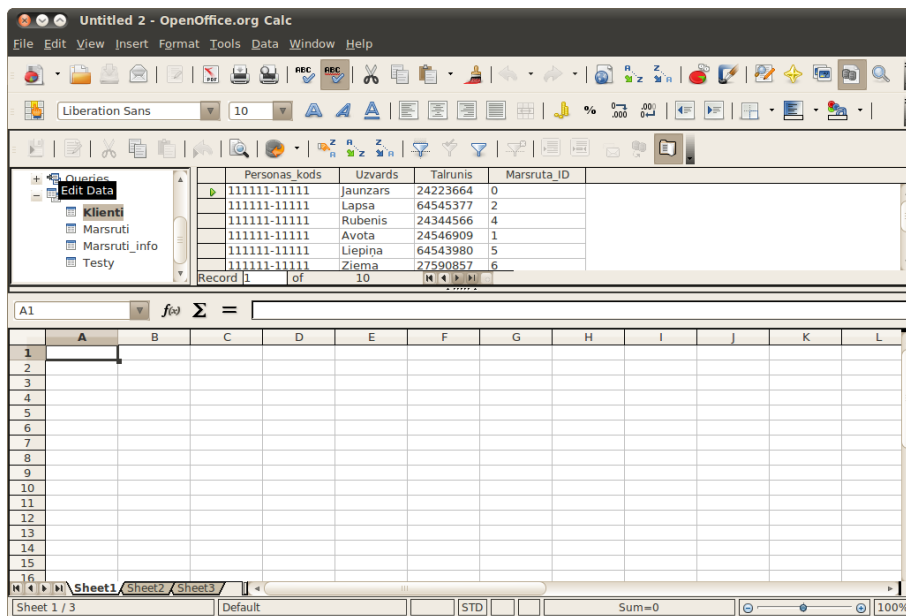 Untitled 2 - OpenOffice.org Calc
File Edit View Insert Format Tools Data Window Help
Liberation Sans 10
Queries
Edit Data
Klienti
Marsruti
Marsruti_info
Testy
Personas_kods Uzvards Talrunis Marsruta_ID
111111-11111 Jaunzars 24223664 0
111111-11111 Lapsa 64545377 2
111111-11111 Rubenis 24344566 4
111111-11111 Avota 24546909 1
111111-11111 Liepiņa 64543980 5
111111-11111 Ziema 27590857 6
Record 1 of 10
A1 f(x) Σ =
A B C D E F G H I J K L
1
2
3
4
5
6
7
8
9
10
11
12
13
14
15
16
Sheet1 Sheet2 Sheet3
Sheet 1 / 3 Default STD Sum=0 100%